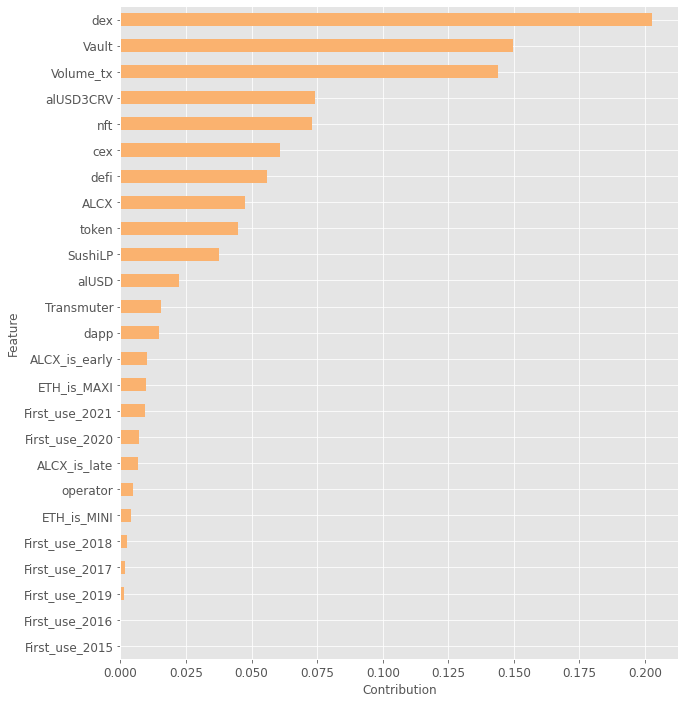 dex
Vault
Volume_tx
alUSD3CRV
nft
cex
defi
ALCX
token
SushiLP
alUSD
Transmuter
dapp
ALCX_is_early
ETH_is_MAXI
First_use_2021
First_use_2020
ALCX_is_late
operator
ETH_is_MINI
First_use_2018
First_use_2017
First_use_2019
First_use_2016
First_use_2015
Feature
0.000 0.025 0.050 0.075 0.100 0.125 0.150 0.175 0.200
Contribution